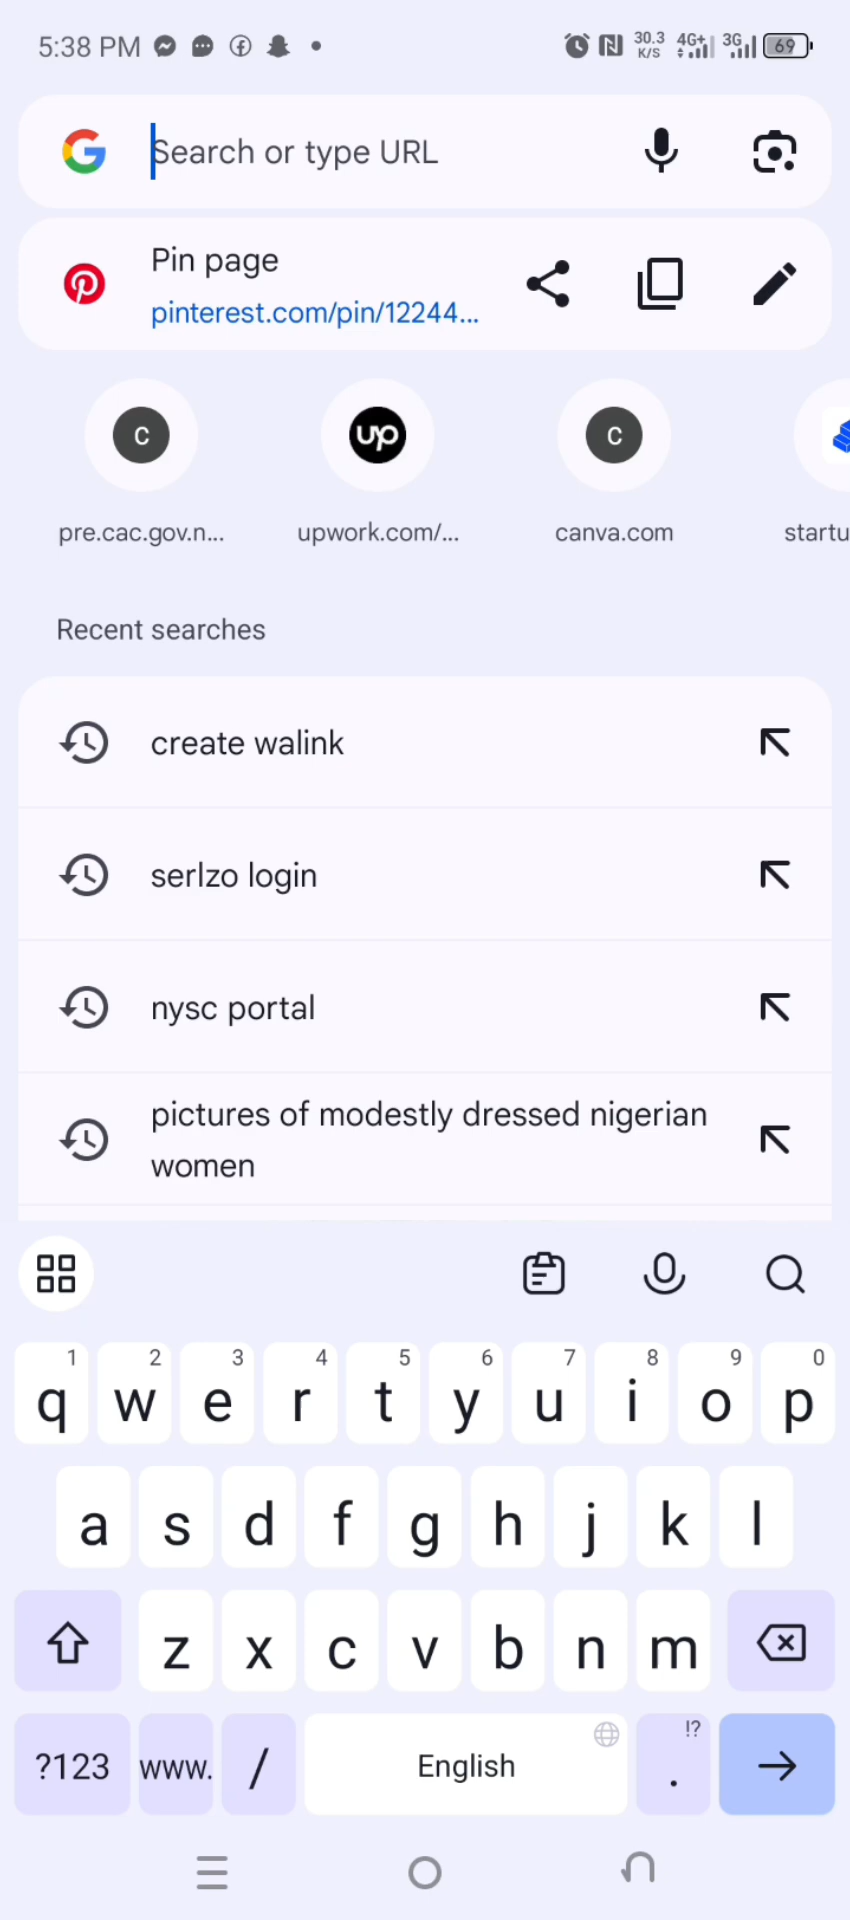 5:38 PM
30.3 K/S 4G+ 3G 69
Search or type URL
Pin page
pinterest.com/pin/12244...
C up C
pre.cac.gov.n... upwork.com/... canva.com startu
Recent searches
create walink
serlzo login
nysc portal
pictures of modestly dressed nigerian
women
1 2 3 4 5 6 7 8 9 0
q w e r t y u i o p
a s d f g h j k l
z x c v b n m
!?
?123 www. / English .